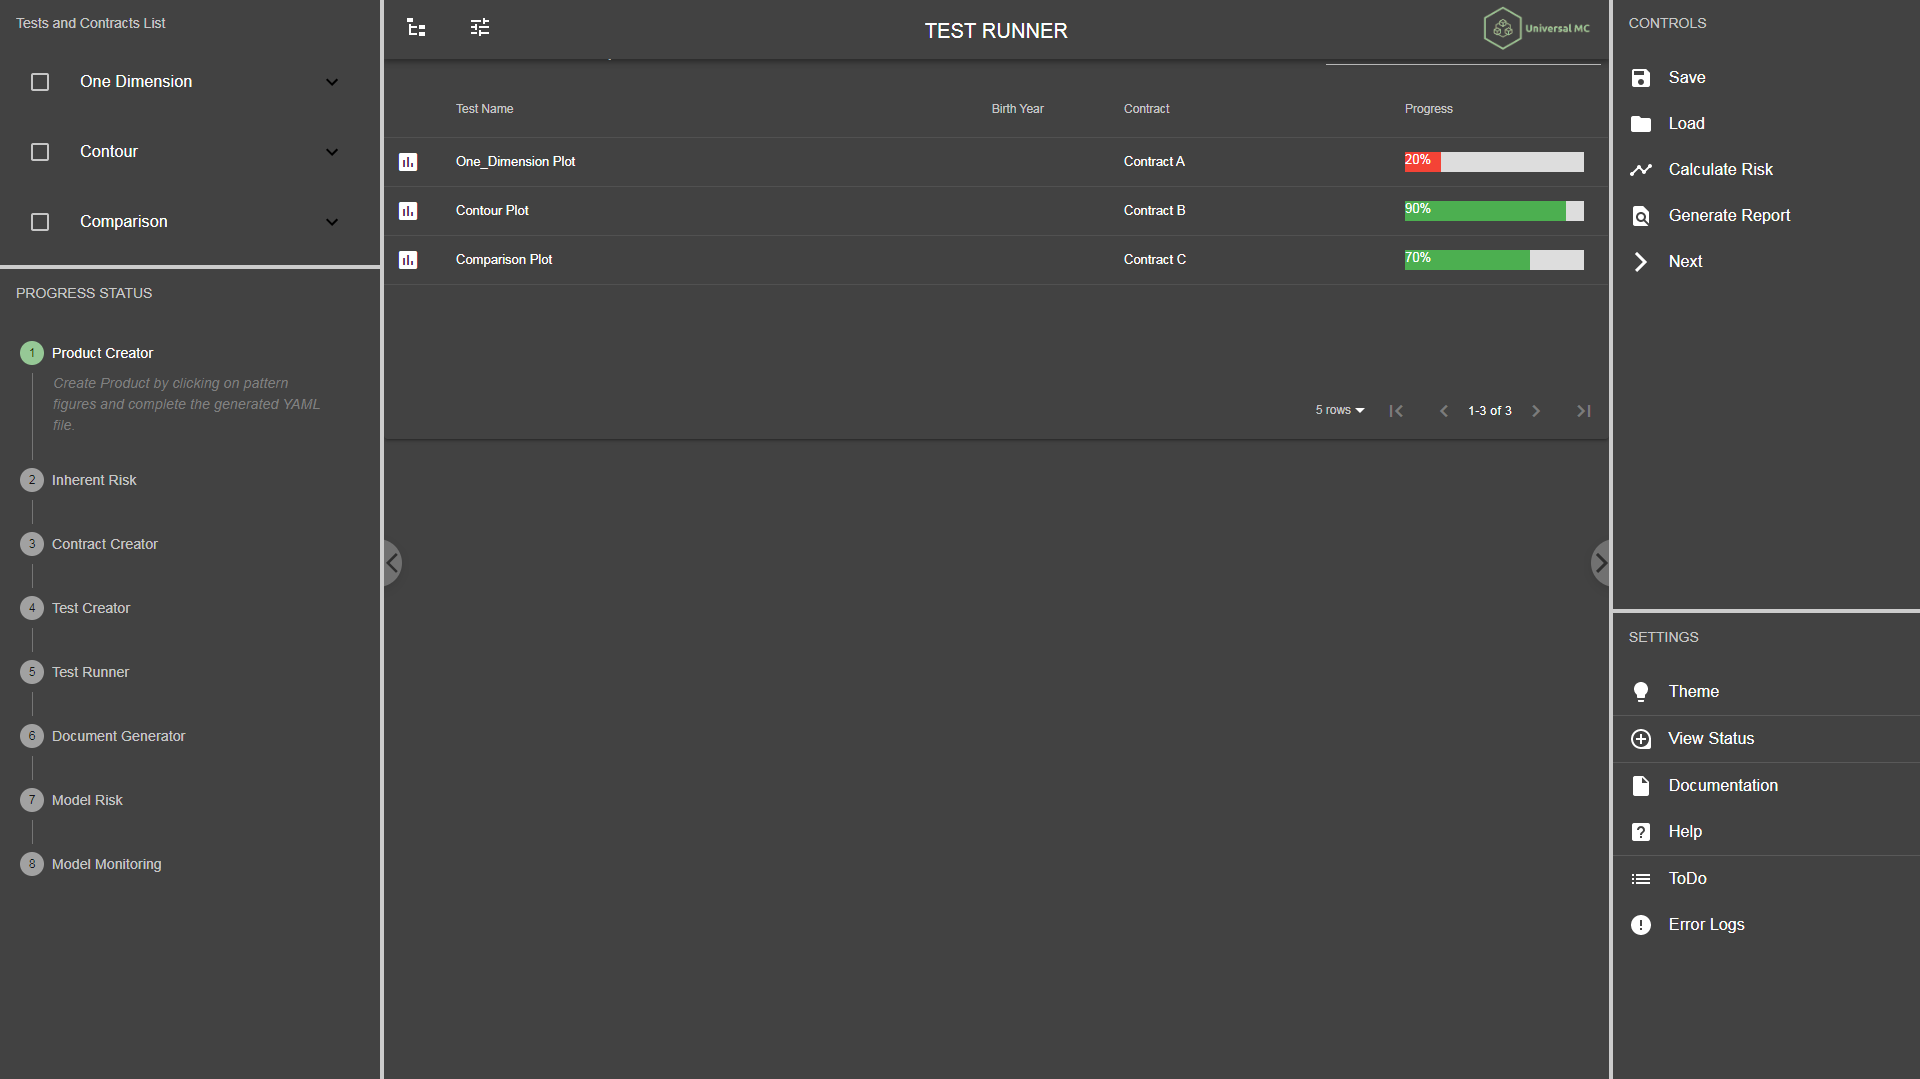 Tests and Contracts List
One Dimension
Contour
Comparison
PROGRESS STATUS
1 Product Creator
Create Product by clicking on pattern
figures and complete the generated YAML
file.
2 Inherent Risk
3 Contract Creator
4 Test Creator
5 Test Runner
6 Document Generator
7 Model Risk
8 Model Monitoring
TEST RUNNER
Universal MC
Test Name Birth Year Contract Progress
One_Dimension Plot Contract A 20%
Contour Plot Contract B 90%
Comparison Plot Contract C 70%
5 rows 1-3 of 3
CONTROLS
Save
Load
Calculate Risk
Generate Report
Next
SETTINGS
Theme
View Status
Documentation
Help
ToDo
Error Logs